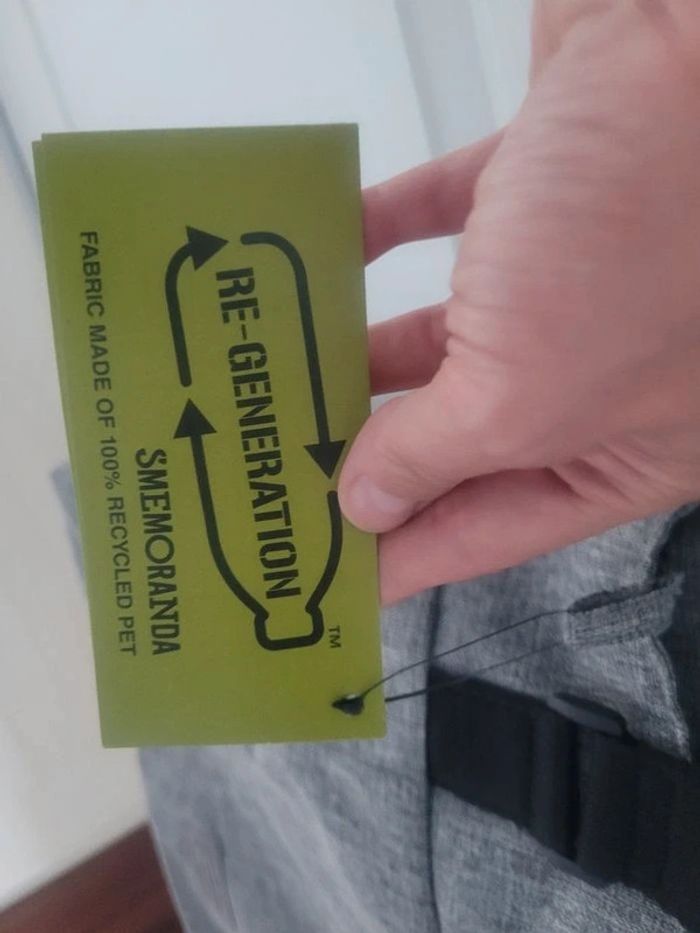 RE-GENERATION
TM
SMEMORANDA
FABRIC MADE OF 100% RECYCLED PET